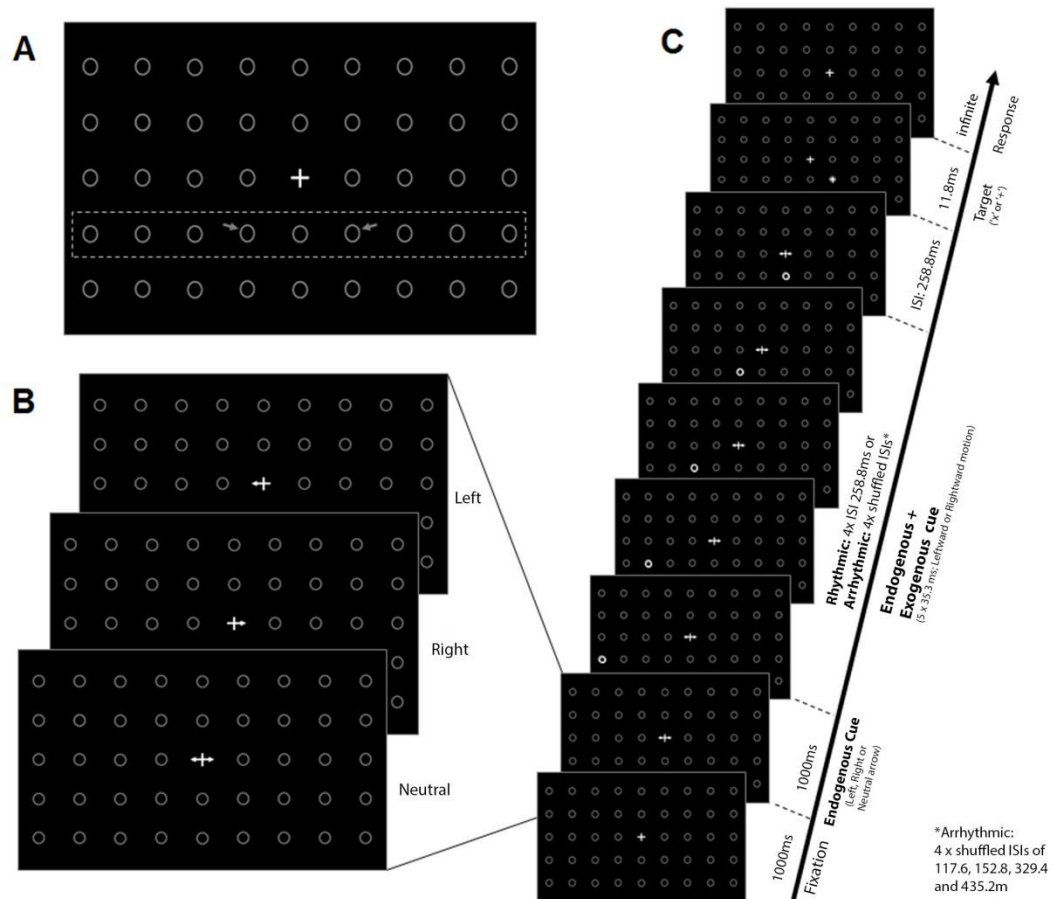 A
B
Left
Right
Neutral
C
infinite
Response
11.8ms
Target
('x' or '+')
ISI: 258.8ms
Rhythmic: 4x ISI 258.8ms or
Arrhythmic: 4x shuffled ISIs*
Endogenous +
Exogenous cue
(5 x 35.3 ms; Leftward or Rightward motion)
1000ms
Endogenous Cue
(Left, Right or
Neutral arrow)
1000ms
Fixation
*Arrhythmic:
4 x shuffled ISIs of
117.6, 152.8, 329.4
and 435.2m